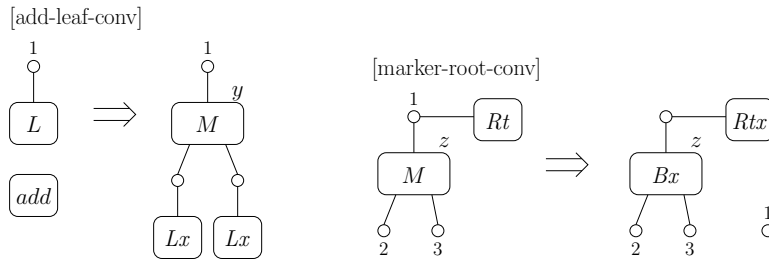 [add-leaf-conv]
1
L
add
1
y
M
Lx
Lx
[marker-root-conv]
1
Rt
z
M
2
3
Rtx
z
Bx
2
3
1